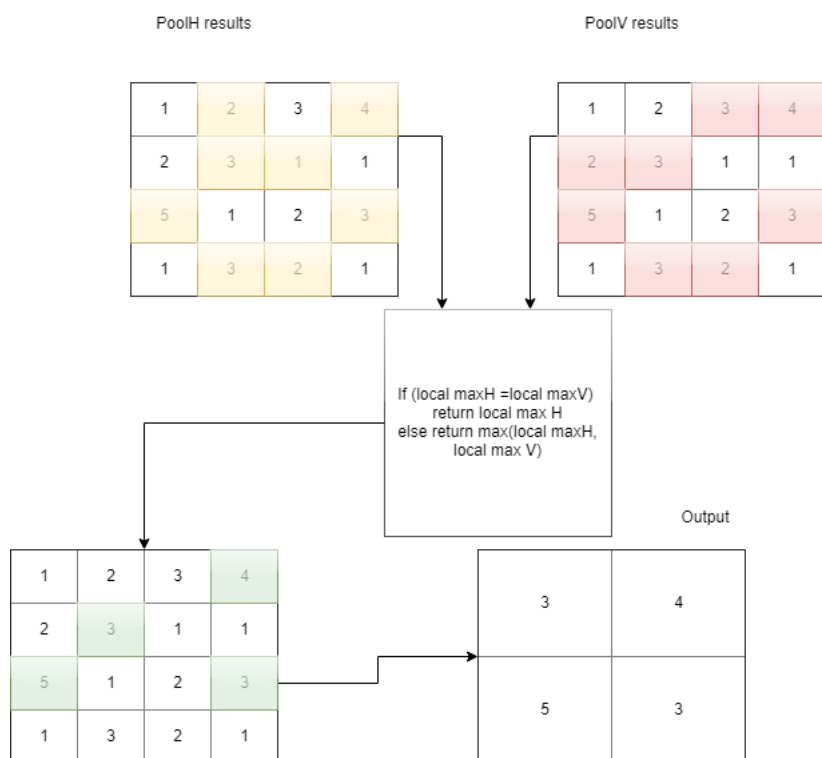 PoolH results
PoolV results
1 2 3 4
2 3 1 1
5 1 2 3
1 3 2 1
1 2 3 4
2 3 1 1
5 1 2 3
1 3 2 1
If (local maxH =local maxV)
return local max H
else return max(local maxH,
local max V)
Output
1 2 3 4
2 3 1 1
5 1 2 3
1 3 2 1
3 4
5 3